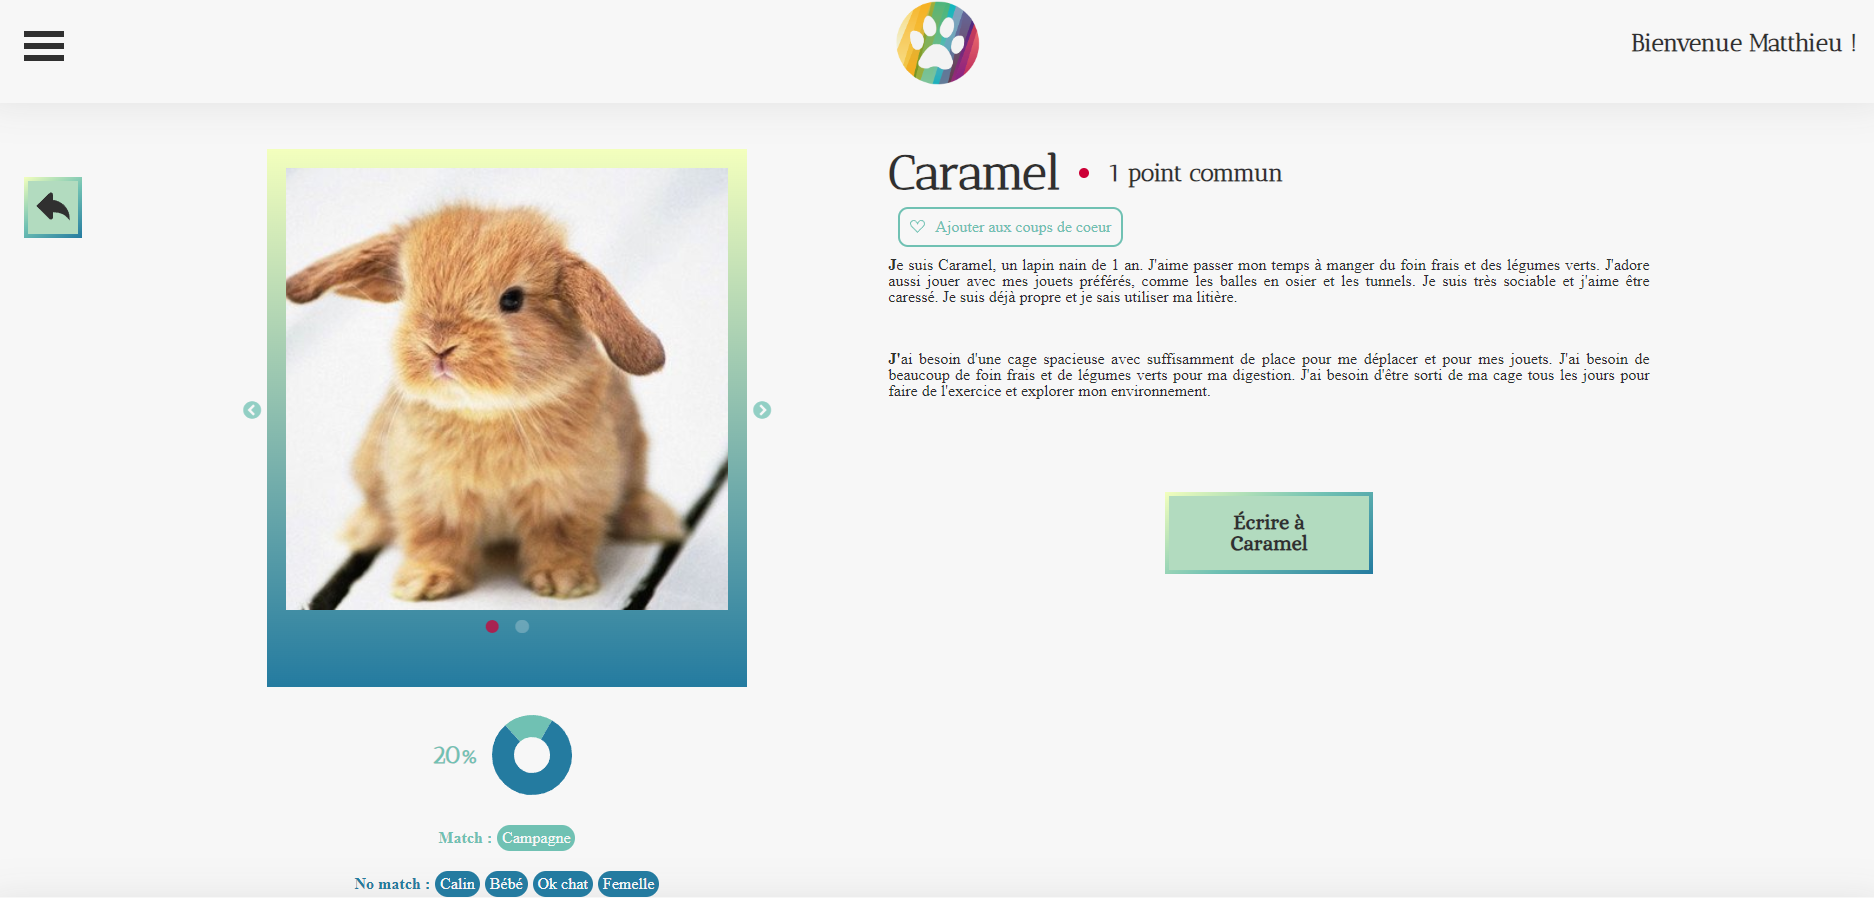 Bienvenue Matthieu !
Caramel • 1 point commun
Ajouter aux coups de coeur
Je suis Caramel, un lapin nain de 1 an. J'aime passer mon temps à manger du foin frais et des légumes verts. J'adore
aussi jouer avec mes jouets préférés, comme les balles en osier et les tunnels. Je suis très sociable et j'aime être
caressé. Je suis déjà propre et je sais utiliser ma litière.
J'ai besoin d'une cage spacieuse avec suffisamment de place pour me déplacer et pour mes jouets. J'ai besoin de
beaucoup de foin frais et de légumes verts pour ma digestion. J'ai besoin d'être sorti de ma cage tous les jours pour
faire de l'exercice et explorer mon environnement.
Écrire à
Caramel
20%
Match : Campagne
No match : Calin Bébé Ok chat Femelle